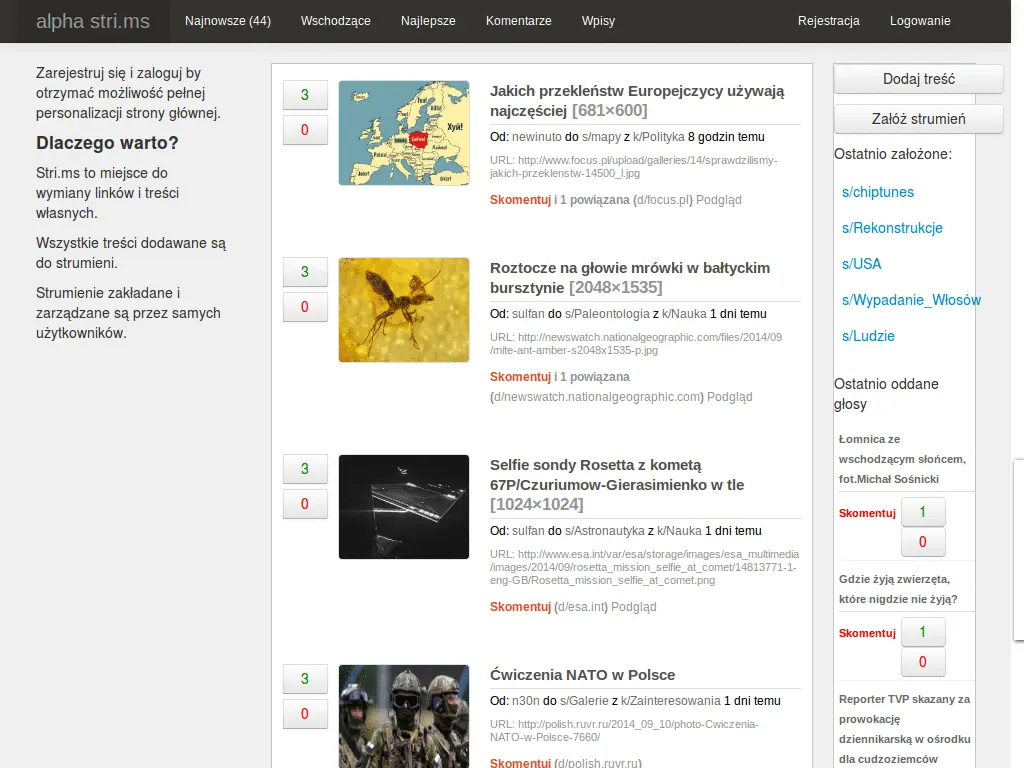 alpha stri.ms
Najnowsze (44)
Wschodzące
Najlepsze
Komentarze
Wpisy
Rejestracja
Logowanie
Zarejestruj się i zaloguj by
otrzymać możliwość pełnej
personalizacji strony głównej.
Dlaczego warto?
Stri.ms to miejsce do
wymiany linków i treści
własnych.
Wszystkie treści dodawane są
do strumieni.
Strumienie zakładane i
zarządzane są przez samych
użytkowników.
3
0
Хуй!
Jakich przekleństw Europejczycy używają
najczęściej [681×600]
Od: newinuto do s/mapy z k/Polityka 8 godzin temu
URL: http://www.focus.pl/upload/galleries/14/sprawdzilismy-
jakich-przeklenstw-14500_l.jpg
Skomentuj i 1 powiązana (d/focus.pl) Podgląd
3
0
Roztocze na głowie mrówki w bałtyckim
bursztynie [2048×1535]
Od: sulfan do s/Paleontologia z k/Nauka 1 dni temu
URL: http://newswatch.nationalgeographic.com/files/2014/09
/mite-ant-amber-s2048x1535-p.jpg
Skomentuj i 1 powiązana
(d/newswatch.nationalgeographic.com) Podgląd
3
0
Selfie sondy Rosetta z kometą
67P/Czuriumow-Gierasimienko w tle
[1024×1024]
Od: sulfan do s/Astronautyka z k/Nauka 1 dni temu
URL: http://www.esa.int/var/esa/storage/images/esa_multimedia
/images/2014/09/rosetta_mission_selfie_at_comet/14813771-1-
eng-GB/Rosetta_mission_selfie_at_comet.png
Skomentuj (d/esa.int) Podgląd
3
0
Ćwiczenia NATO w Polsce
Od: n30n do s/Galerie z k/Zainteresowania 1 dni temu
URL: http://polish.ruvr.ru/2014_09_10/photo-Cwiczenia-
NATO-w-Polsce-7660/
Skomentuj (d/polish.ruvr.ru)
Dodaj treść
Załóż strumień
Ostatnio założone:
s/chiptunes
s/Rekonstrukcje
s/USA
s/Wypadanie_Włosów
s/Ludzie
Ostatnio oddane
głosy
Łomnica ze
wschodzącym słońcem,
fot.Michał Sośnicki
Skomentuj
1
0
Gdzie żyją zwierzęta,
które nigdzie nie żyją?
Skomentuj
1
0
Reporter TVP skazany za
prowokację
dziennikarską w ośrodku
dla cudzoziemców